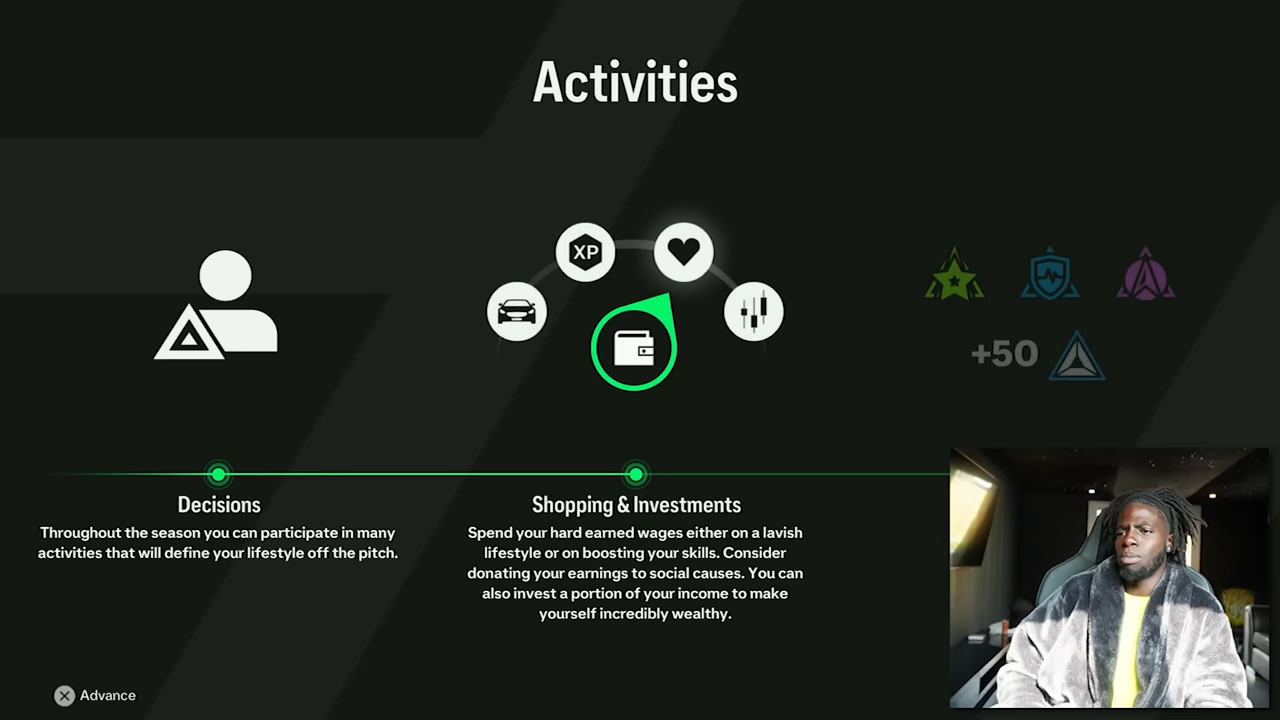 Activities
XP
+50
Decisions
Throughout the season you can participate in many
activities that will define your lifestyle off the pitch.
Shopping & Investments
Spend your hard earned wages either on a lavish
lifestyle or on boosting your skills. Consider
donating your earnings to social causes. You can
also invest a portion of your income to make
yourself incredibly wealthy.
Advance